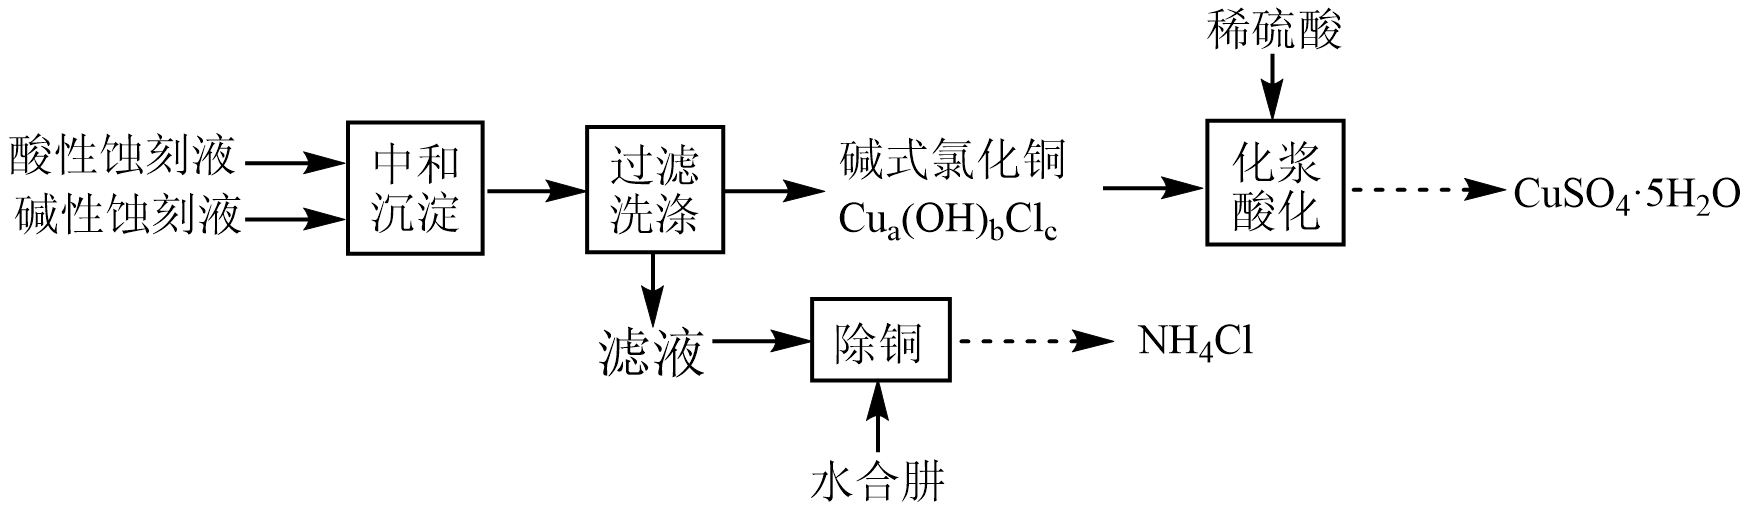 稀硫酸
酸性蚀刻液
碱性蚀刻液
中和
沉淀
过滤
洗涤
碱式氯化铜
Cuₐ(OH)bClc
化浆
酸化
CuSO₄·5H₂O
滤液
除铜
NH₄Cl
水合肼